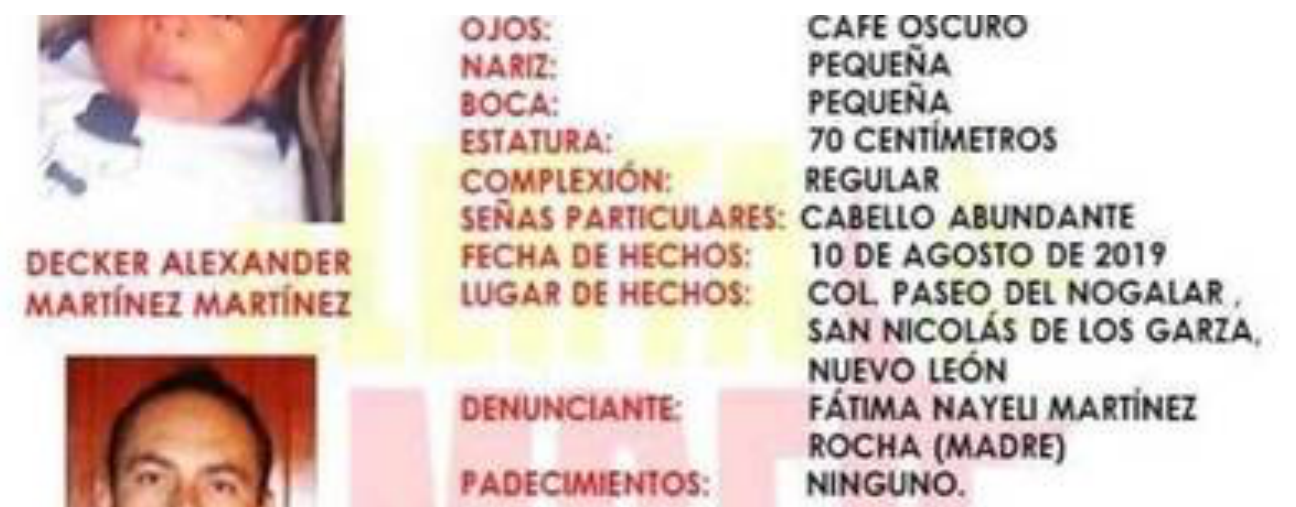 OJOS: CAFE OSCURO
NARIZ: PEQUEÑA
BOCA: PEQUEÑA
ESTATURA: 70 CENTÍMETROS
COMPLEXIÓN: REGULAR
SEÑAS PARTICULARES: CABELLO ABUNDANTE
FECHA DE HECHOS: 10 DE AGOSTO DE 2019
LUGAR DE HECHOS: COL. PASEO DEL NOGALAR ,
SAN NICOLÁS DE LOS GARZA,
NUEVO LEÓN
DENUNCIANTE: FÁTIMA NAYELI MARTÍNEZ
ROCHA (MADRE)
PADECIMIENTOS: NINGUNO.
DECKER ALEXANDER
MARTÍNEZ MARTÍNEZ